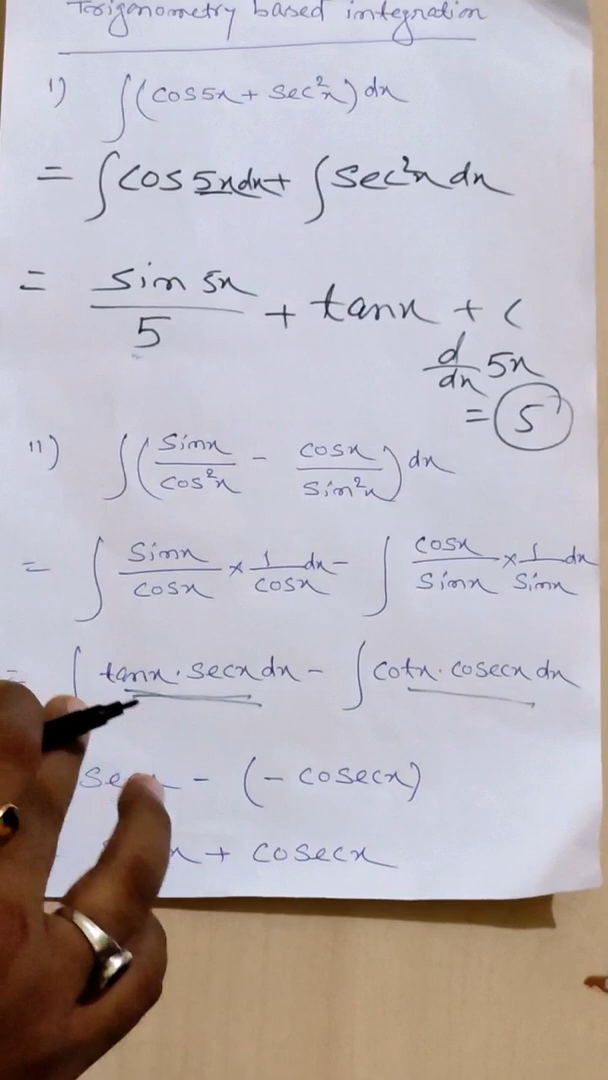 Trigonometry based integration
1) ∫(cos5x + sec²x) dx
= ∫cos 5x dx + ∫sec²x dx
= sin 5x / 5 + tanx + c
d/dx 5x
= 5
11) ∫(sinx / cos²x - cosx / sin²x) dx
= ∫ sinx / cosx × 1 / cosx dx - ∫ cosx / sinx × 1 / sinx dx
= ∫ tanx · secx dx - ∫ cotx · cosecx dx
- (- cosecx)
+ cosecx